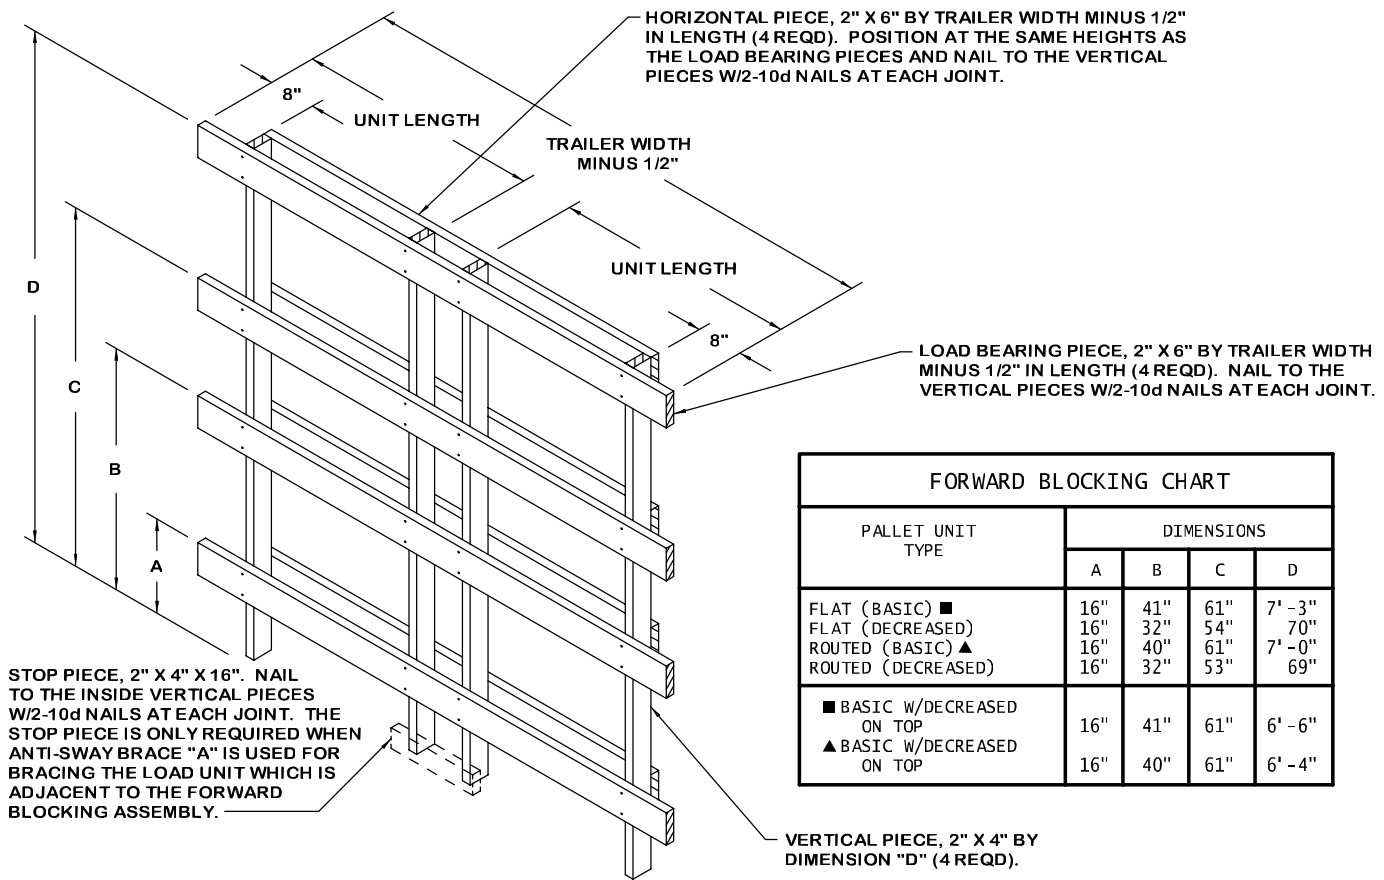 HORIZONTAL PIECE, 2" X 6" BY TRAILER WIDTH MINUS 1/2"
IN LENGTH (4 REQD). POSITION AT THE SAME HEIGHTS AS
THE LOAD BEARING PIECES AND NAIL TO THE VERTICAL
PIECES W/2-10d NAILS AT EACH JOINT.
8"
UNIT LENGTH
TRAILER WIDTH
MINUS 1/2"
UNIT LENGTH
8"
D
C
B
A
LOAD BEARING PIECE, 2" X 6" BY TRAILER WIDTH
MINUS 1/2" IN LENGTH (4 REQD). NAIL TO THE
VERTICAL PIECES W/2-10d NAILS AT EACH JOINT.
FORWARD BLOCKING CHART
PALLET UNIT
TYPE
DIMENSIONS
A B C D
FLAT (BASIC) ■ 16" 41" 61" 7'-3"
FLAT (DECREASED) 16" 32" 54" 70"
ROUTED (BASIC) ▲ 16" 40" 61" 7'-0"
ROUTED (DECREASED) 16" 32" 53" 69"
■ BASIC W/DECREASED
ON TOP 16" 41" 61" 6'-6"
▲ BASIC W/DECREASED
ON TOP 16" 40" 61" 6'-4"
STOP PIECE, 2" X 4" X 16". NAIL
TO THE INSIDE VERTICAL PIECES
W/2-10d NAILS AT EACH JOINT. THE
STOP PIECE IS ONLY REQUIRED WHEN
ANTI-SWAY BRACE "A" IS USED FOR
BRACING THE LOAD UNIT WHICH IS
ADJACENT TO THE FORWARD
BLOCKING ASSEMBLY.
VERTICAL PIECE, 2" X 4" BY
DIMENSION "D" (4 REQD).